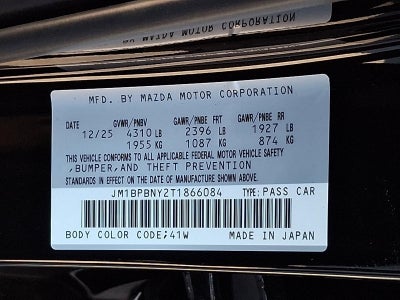 MFD. BY MAZDA MOTOR CORPORATION
DATE GVWR/PNBV GAWR/PNBE FRT GAWR/PNBE RR
12/25 4310 LB 2396 LB 1927 LB
1955 KG 1087 KG 874 KG
THIS VEHICLE CONFORMS TO ALL APPLICABLE FEDERAL MOTOR VEHICLE SAFETY
,BUMPER,AND THEFT PREVENTION
STANDARDS IN EFFECT ON THE DATE OF MANUFACTURE SHOWN ABOVE.
JM1BPBNY2T1866084 TYPE:PASS CAR
BODY COLOR CODE;41W MADE IN JAPAN